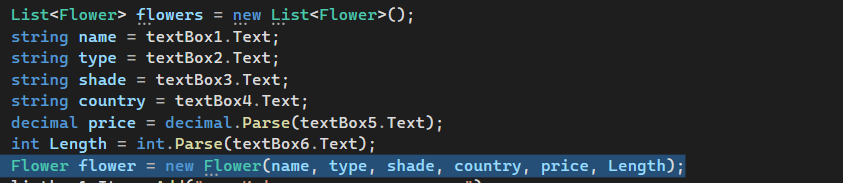 List<Flower> flowers = new List<Flower>();
string name = textBox1.Text;
string type = textBox2.Text;
string shade = textBox3.Text;
string country = textBox4.Text;
decimal price = decimal.Parse(textBox5.Text);
int Length = int.Parse(textBox6.Text);
Flower flower = new Flower(name, type, shade, country, price, Length);